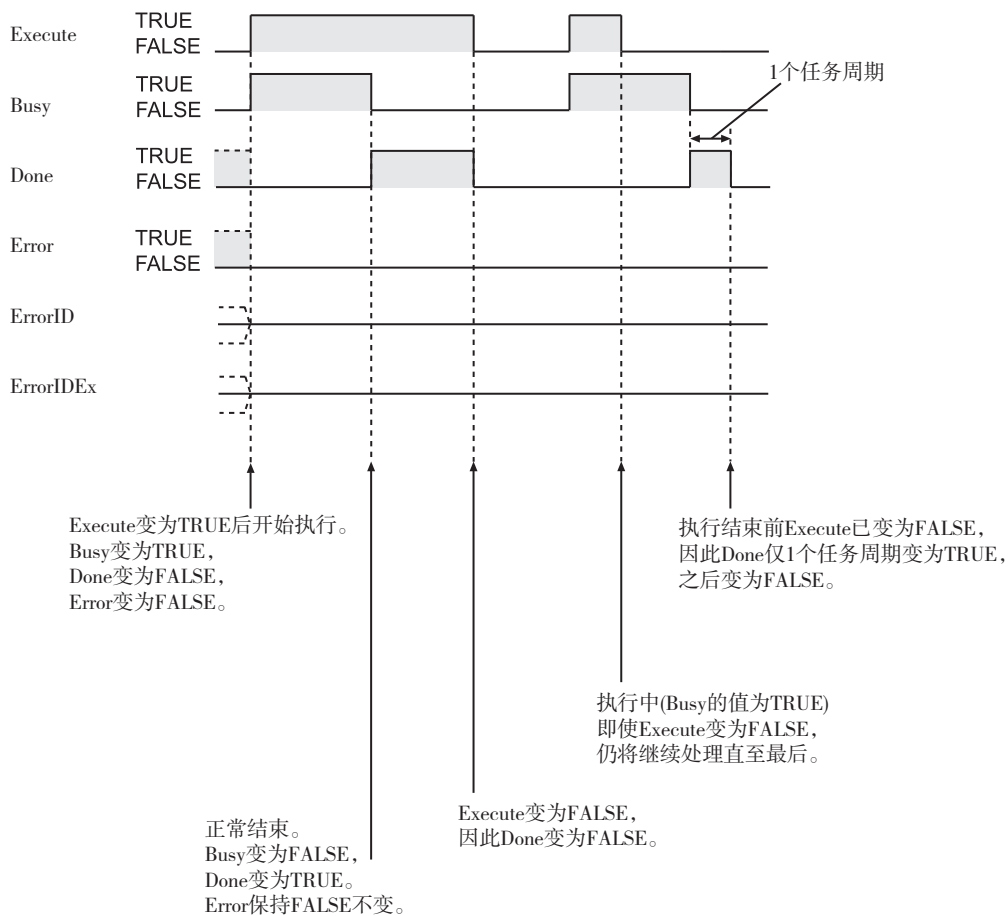 Execute
TRUE
FALSE
Busy
TRUE
FALSE
1个任务周期
Done
TRUE
FALSE
Error
TRUE
FALSE
ErrorID
ErrorIDEx
Execute变为TRUE后开始执行。
Busy变为TRUE，
Done变为FALSE，
Error变为FALSE。
执行结束前Execute已变为FALSE，
因此Done仅1个任务周期变为TRUE，
之后变为FALSE。
执行中(Busy的值为TRUE)
即使Execute变为FALSE，
仍将继续处理直至最后。
Execute变为FALSE，
因此Done变为FALSE。
正常结束。
Busy变为FALSE，
Done变为TRUE。
Error保持FALSE不变。